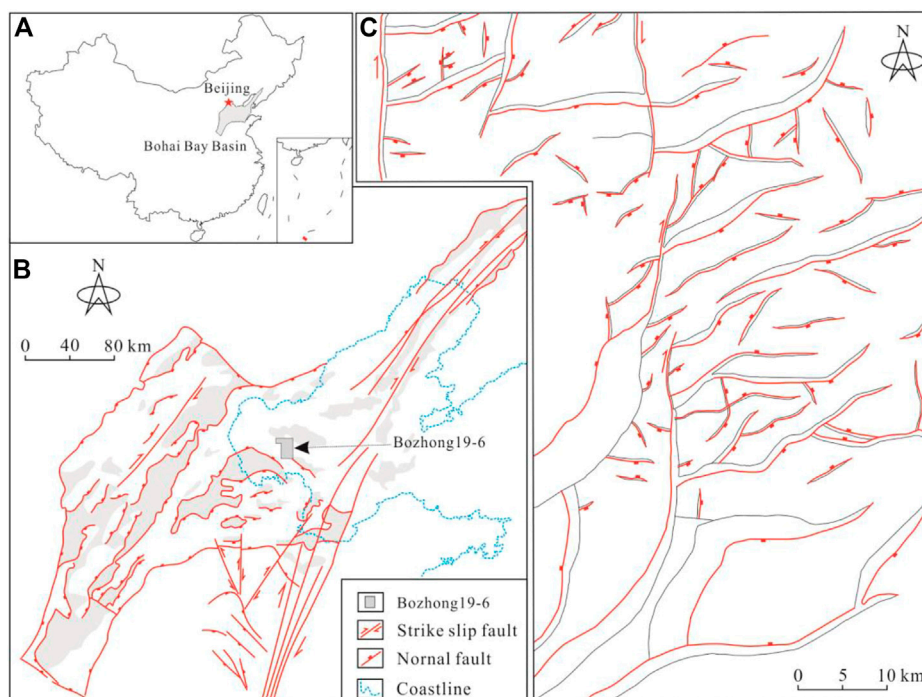 A
Beijing
Bohai Bay Basin
B
N
0 40 80 km
Bozhong19-6
Bozhong19-6
Strike slip fault
Nornal fault
Coastline
C
N
0 5 10 km